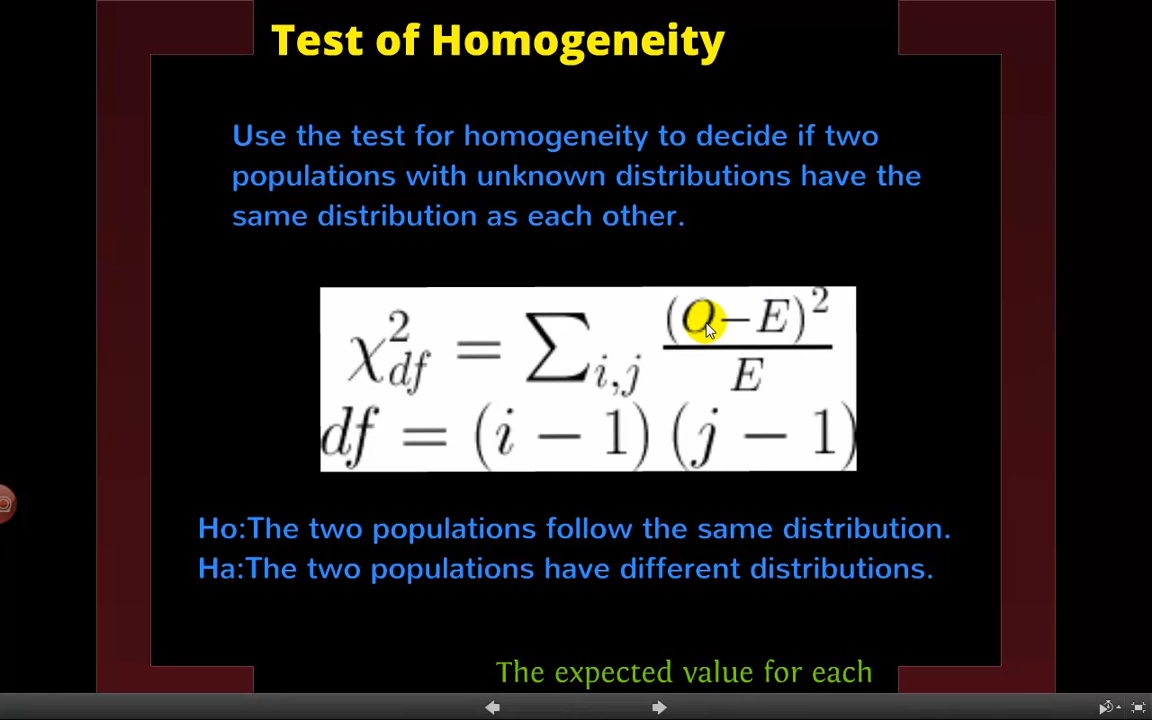 Test of Homogeneity
Use the test for homogeneity to decide if two
populations with unknown distributions have the
same distribution as each other.
χ²_df = Σ_i,j (O−E)²/E
df = (i − 1) (j − 1)
Ho:The two populations follow the same distribution.
Ha:The two populations have different distributions.
The expected value for each